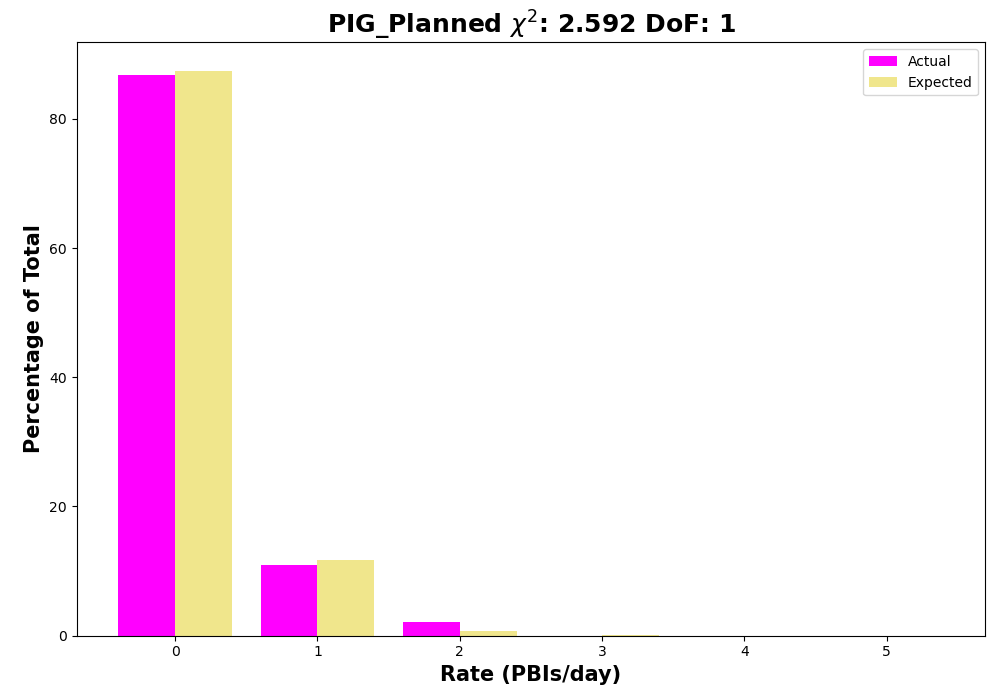 PIG_Planned χ²: 2.592 DoF: 1
Actual
Expected
Percentage of Total
80
60
40
20
0
0 1 2 3 4 5
Rate (PBIs/day)